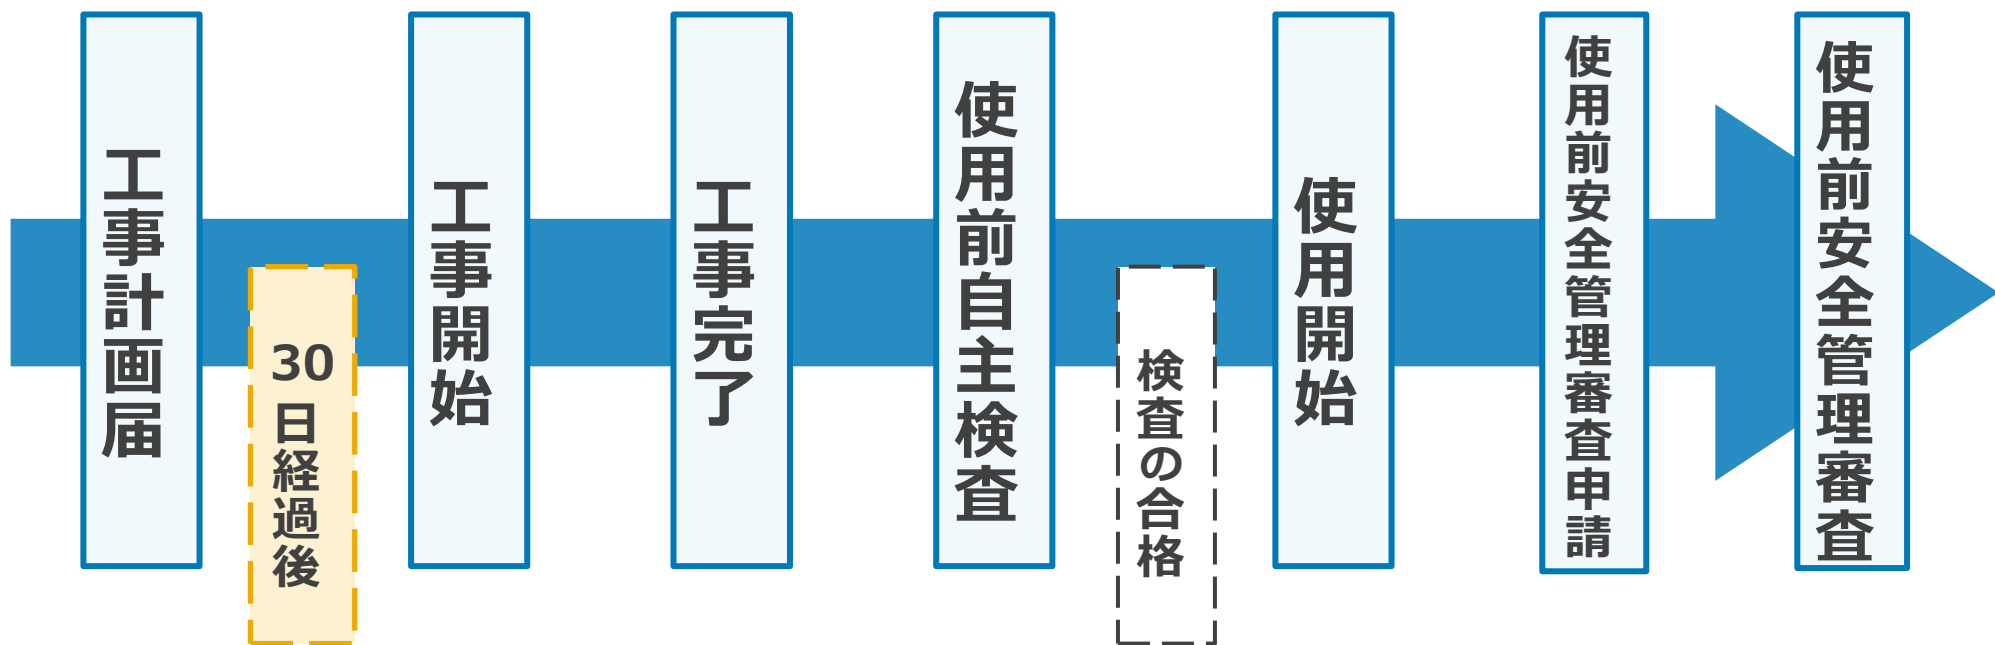 工事計画届
30日経過後
工事開始
工事完了
使用前自主検査
検査の合格
使用開始
使用前安全管理審査申請
使用前安全管理審査